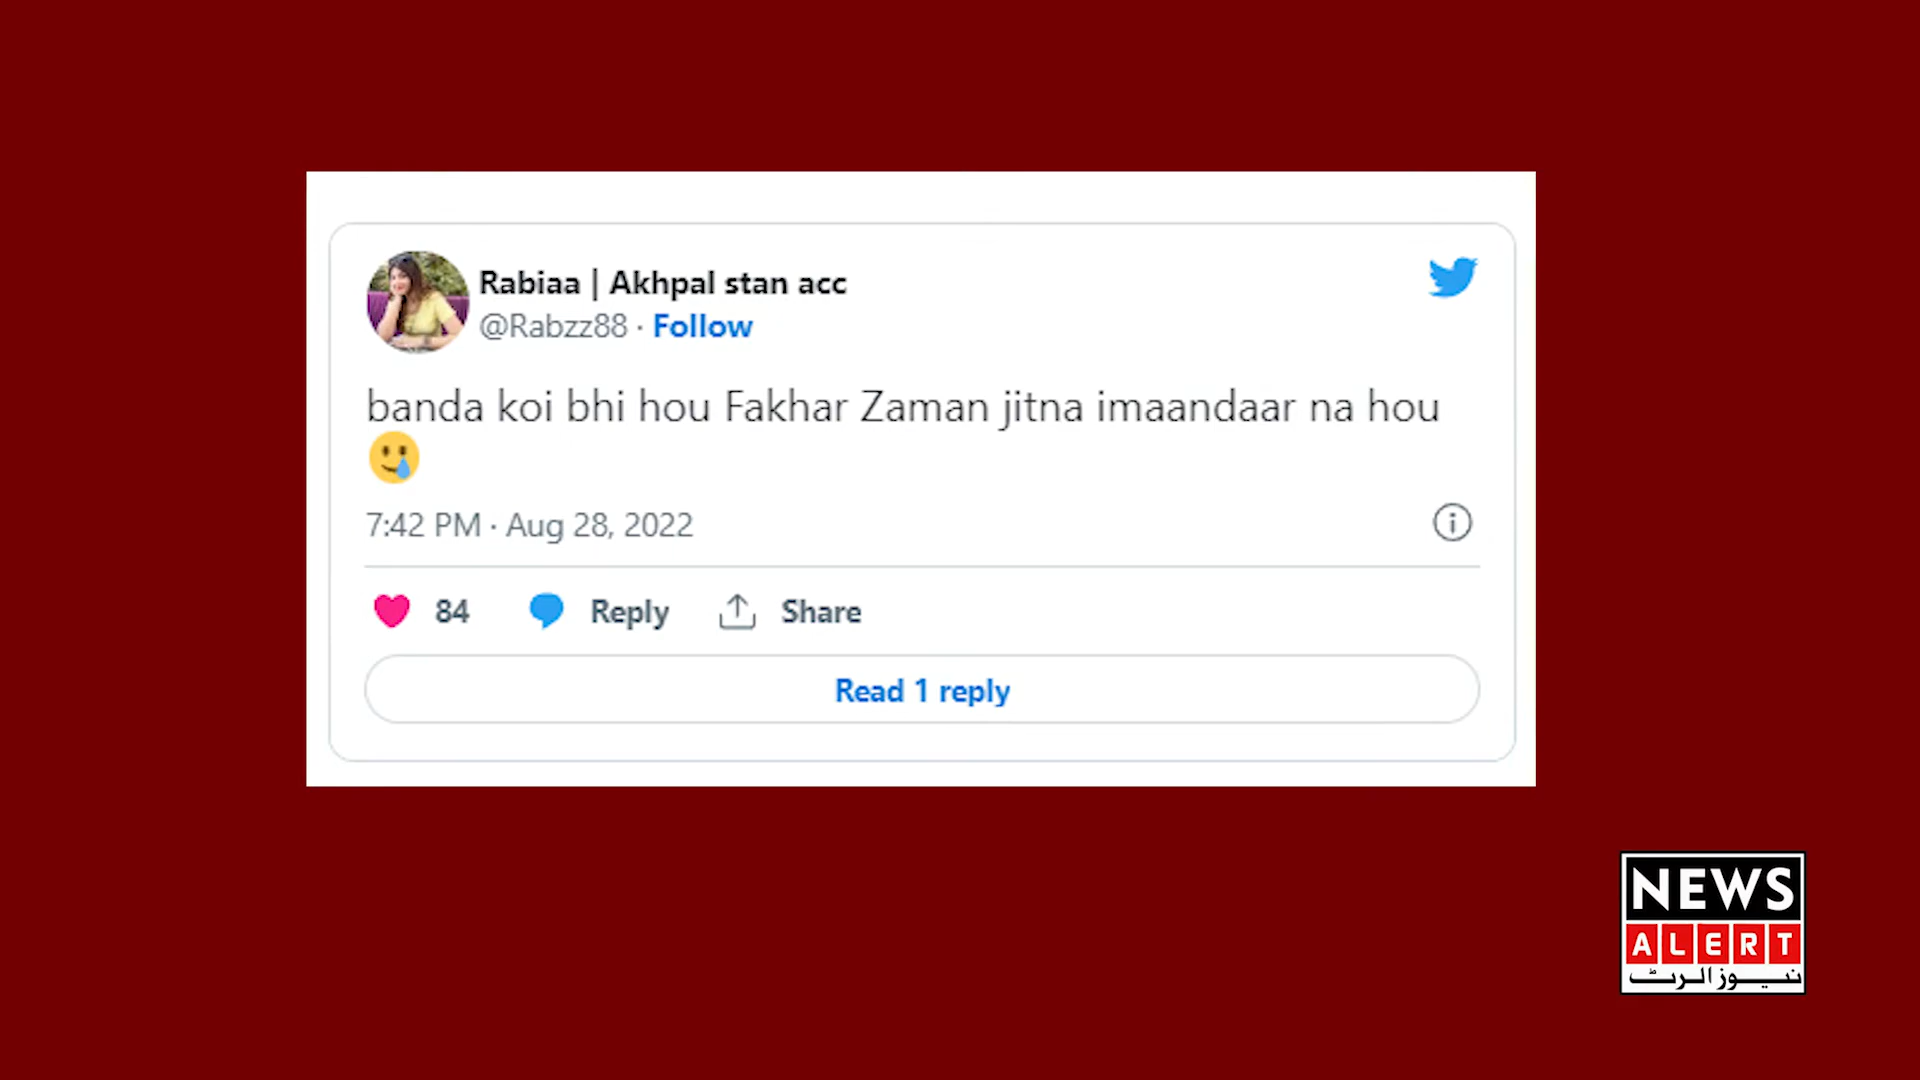 Rabiaa | Akhpal stan acc
@Rabzz88 · Follow
banda koi bhi hou Fakhar Zaman jitna imaandaar na hou
🥲
7:42 PM · Aug 28, 2022
84 Reply Share
Read 1 reply
NEWS
ALERT
نیوز الرٹ